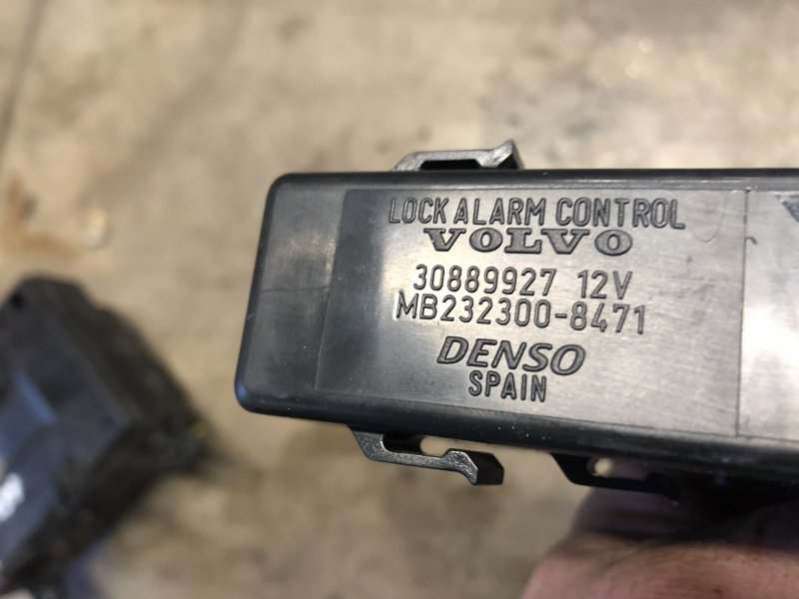 LOCK ALARM CONTROL
VOLVO
30889927 12V
MB232300-8471
DENSO
SPAIN